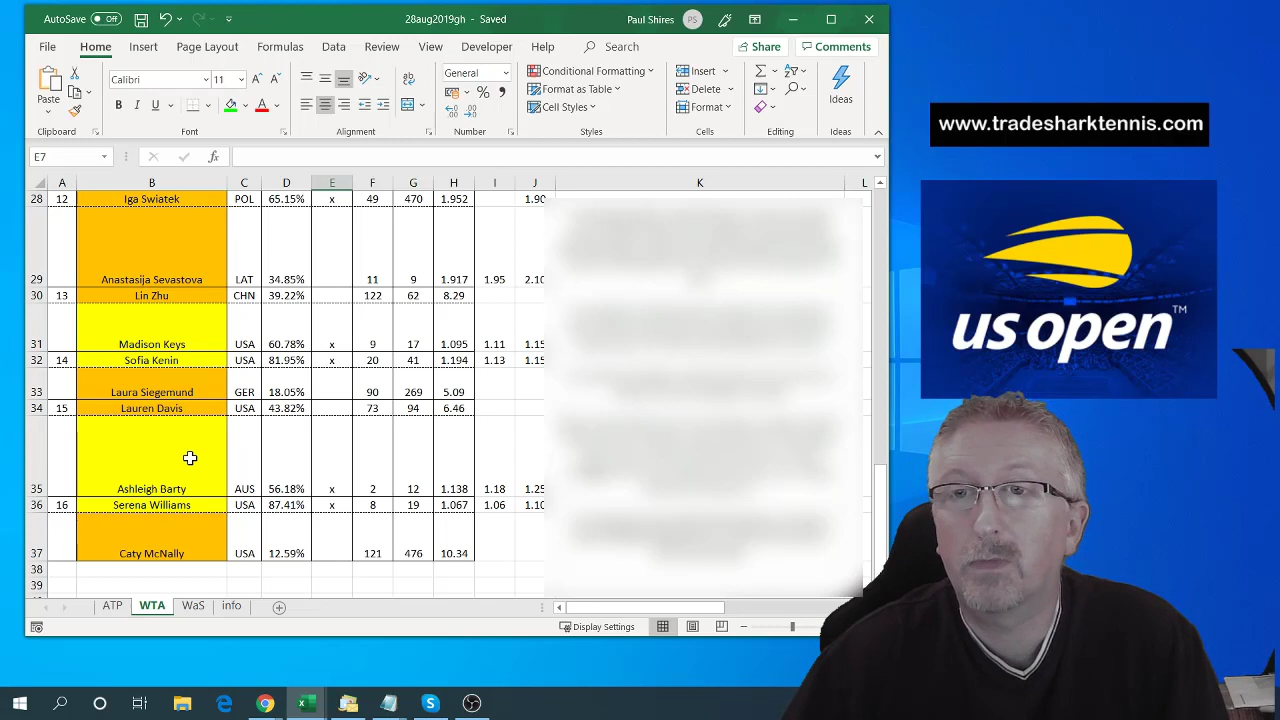 AutoSave Off 28aug2019gh - Saved Paul Shires PS
File Home Insert Page Layout Formulas Data Review View Developer Help Search Share Comments
Paste Calibri 11 General Conditional Formatting Insert
B I U Format as Table Delete Ideas
Cell Styles Format
Clipboard Font Alignment Number Styles Cells Editing Ideas
E7
A B C D E F G H I J K L
28 12 Iga Swiatek POL 65.15% x 49 470 1.952 1.90
29 Anastasija Sevastova LAT 34.85% 11 9 1.917 1.95 2.10
30 13 Lin Zhu CHN 39.22% 122 62 8.29
31 Madison Keys USA 60.78% x 9 17 1.095 1.11 1.15
32 14 Sofia Kenin USA 81.95% x 20 41 1.194 1.13 1.15
33 Laura Siegemund GER 18.05% 90 269 5.09
34 15 Lauren Davis USA 43.82% 73 94 6.46
35 Ashleigh Barty AUS 56.18% x 2 12 1.138 1.18 1.25
36 16 Serena Williams USA 87.41% x 8 19 1.067 1.06 1.10
37 Caty McNally USA 12.59% 121 476 10.34
38
39
ATP WTA WaS info
Display Settings
www.tradesharktennis.com
us open™